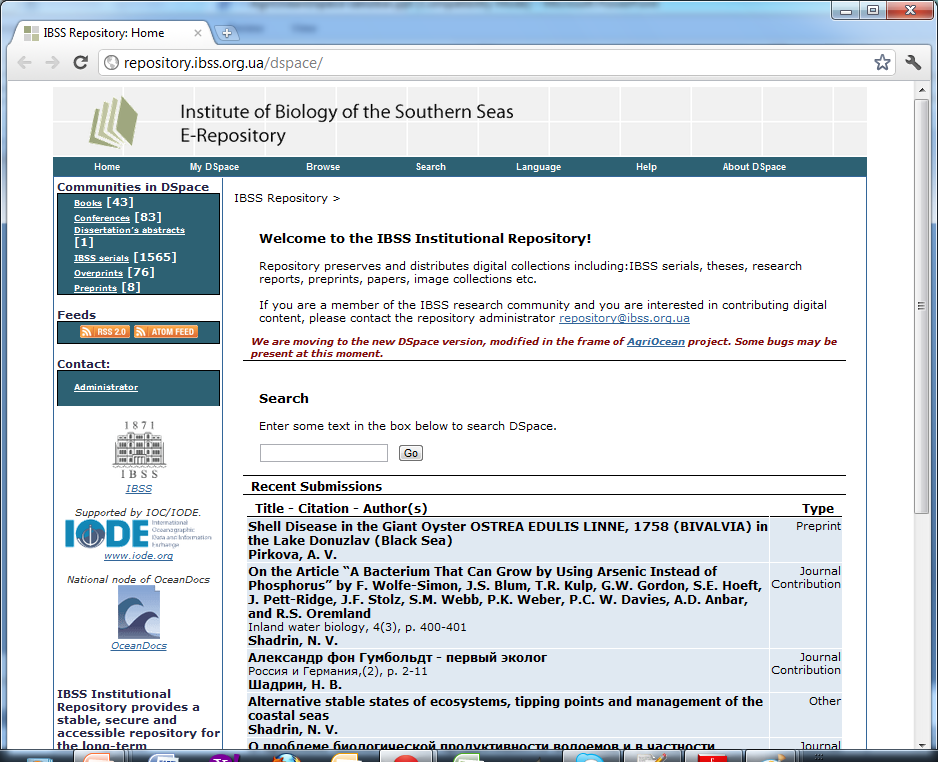 IBSS Repository: Home
repository.ibss.org.ua/dspace/
Institute of Biology of the Southern Seas
E-Repository
Home My DSpace Browse Search Language Help About DSpace
Communities in DSpace
Books [43]
Conferences [83]
Dissertation's abstracts
[1]
IBSS serials [1565]
Overprints [76]
Preprints [8]
Feeds
RSS 2.0 ATOM FEED
Contact:
Administrator
1871
IBSS
IBSS
Supported by IOC/IODE.
IODE International
Oceanographic
Data and Information
Exchange
www.iode.org
National node of OceanDocs
OceanDocs
IBSS Institutional
Repository provides a
stable, secure and
accessible repository for
the long-term
IBSS Repository >
Welcome to the IBSS Institutional Repository!
Repository preserves and distributes digital collections including:IBSS serials, theses, research
reports, preprints, papers, image collections etc.
If you are a member of the IBSS research community and you are interested in contributing digital
content, please contact the repository administrator repository@ibss.org.ua
We are moving to the new DSpace version, modified in the frame of AgriOcean project. Some bugs may be
present at this moment.
Search
Enter some text in the box below to search DSpace.
Go
Recent Submissions
Title - Citation - Author(s) Type
Shell Disease in the Giant Oyster OSTREA EDULIS LINNE, 1758 (BIVALVIA) in Preprint
the Lake Donuzlav (Black Sea)
Pirkova, A. V.
On the Article “A Bacterium That Can Grow by Using Arsenic Instead of Journal
Phosphorus” by F. Wolfe-Simon, J.S. Blum, T.R. Kulp, G.W. Gordon, S.E. Hoeft, Contribution
J. Pett-Ridge, J.F. Stolz, S.M. Webb, P.K. Weber, P.C. W. Davies, A.D. Anbar,
and R.S. Oremland
Inland water biology, 4(3), p. 400-401
Shadrin, N. V.
Александр фон Гумбольдт - первый эколог Journal
Россия и Германия,(2), p. 2-11 Contribution
Шадрин, Н. В.
Alternative stable states of ecosystems, tipping points and management of the Other
coastal seas
Shadrin, N. V.
О проблеме биологической продуктивности водоемов и в частности Journal